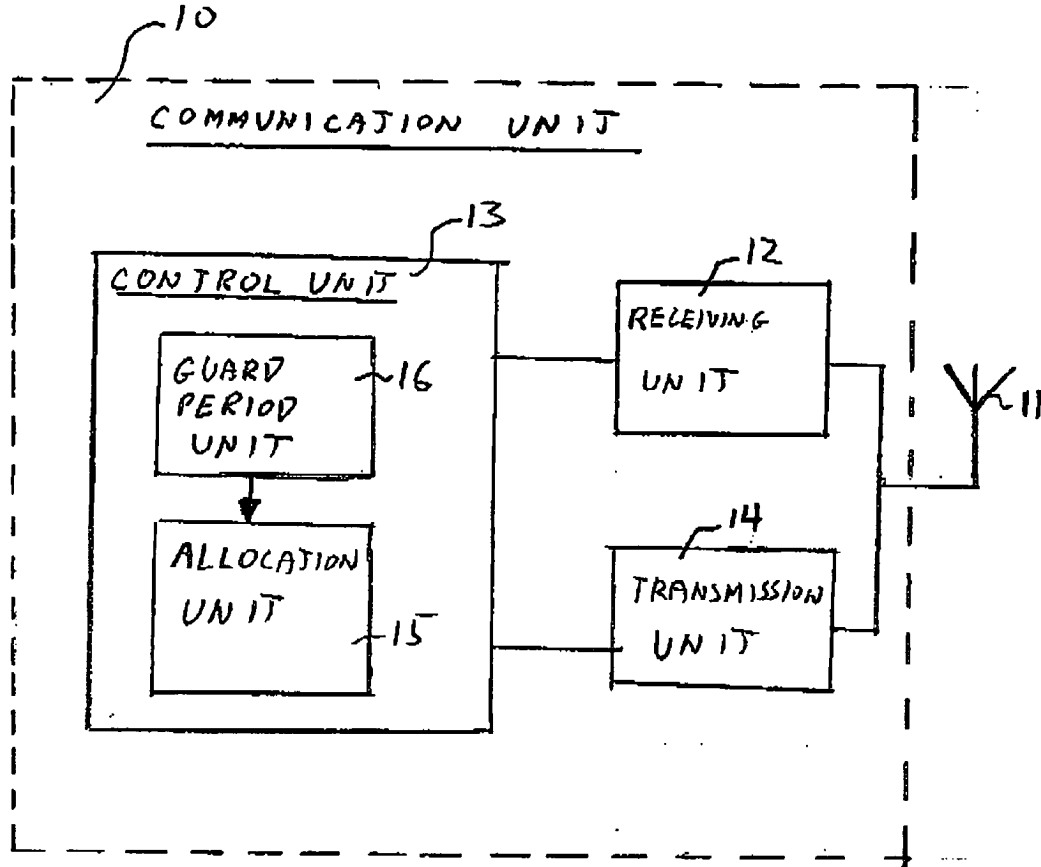 10
COMMUNICATION UNIT
13
CONTROL UNIT
12
RECEIVING
UNIT
GUARD
PERIOD
UNIT
16
11
14
ALLOCATION
UNIT
15
TRANSMISSION
UNIT